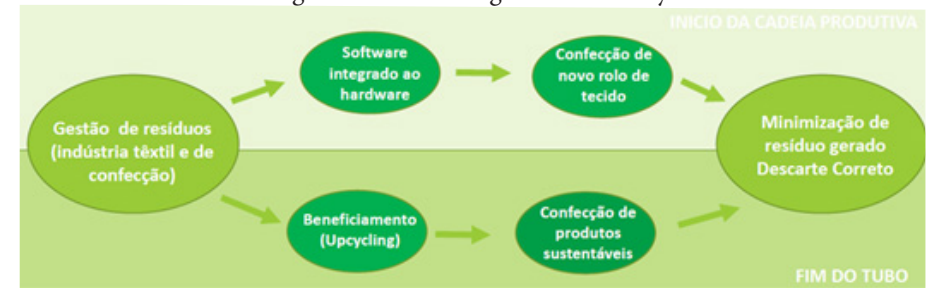 INICIO DA CADEIA PRODUTIVA
Gestão de resíduos
(indústria têxtil e de
confecção)
Software
integrado ao
hardware
Confecção de
novo rolo de
tecido
Beneficiamento
(Upcycling)
Confecção de
produtos
sustentáveis
Minimização de
resíduo gerado
Descarte Correto
FIM DO TUBO